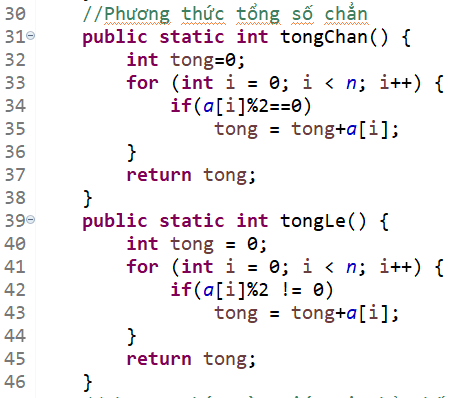 30 //Phương thức tổng số chẳn
31 public static int tongChan() {
32 int tong=0;
33 for (int i = 0; i < n; i++) {
34 if(a[i]%2==0)
35 tong = tong+a[i];
36 }
37 return tong;
38 }
39 public static int tongLe() {
40 int tong = 0;
41 for (int i = 0; i < n; i++) {
42 if(a[i]%2 != 0)
43 tong = tong+a[i];
44 }
45 return tong;
46 }